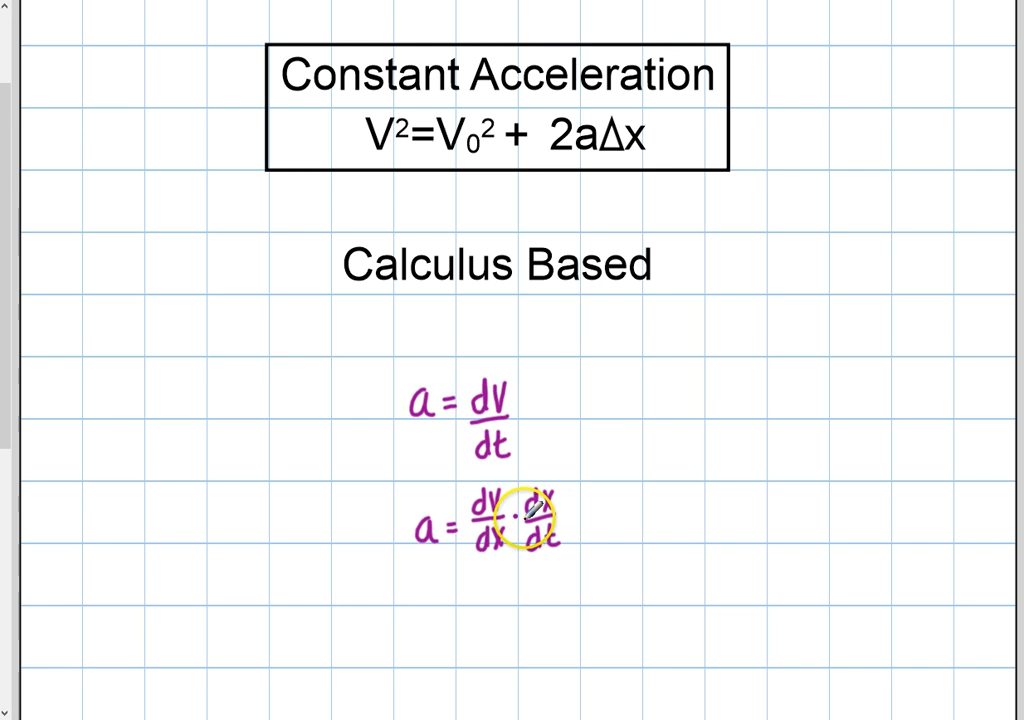 Constant Acceleration
V²=V₀² + 2aΔx
Calculus Based
a = dV/dt
a = dV/dx · dx/dt